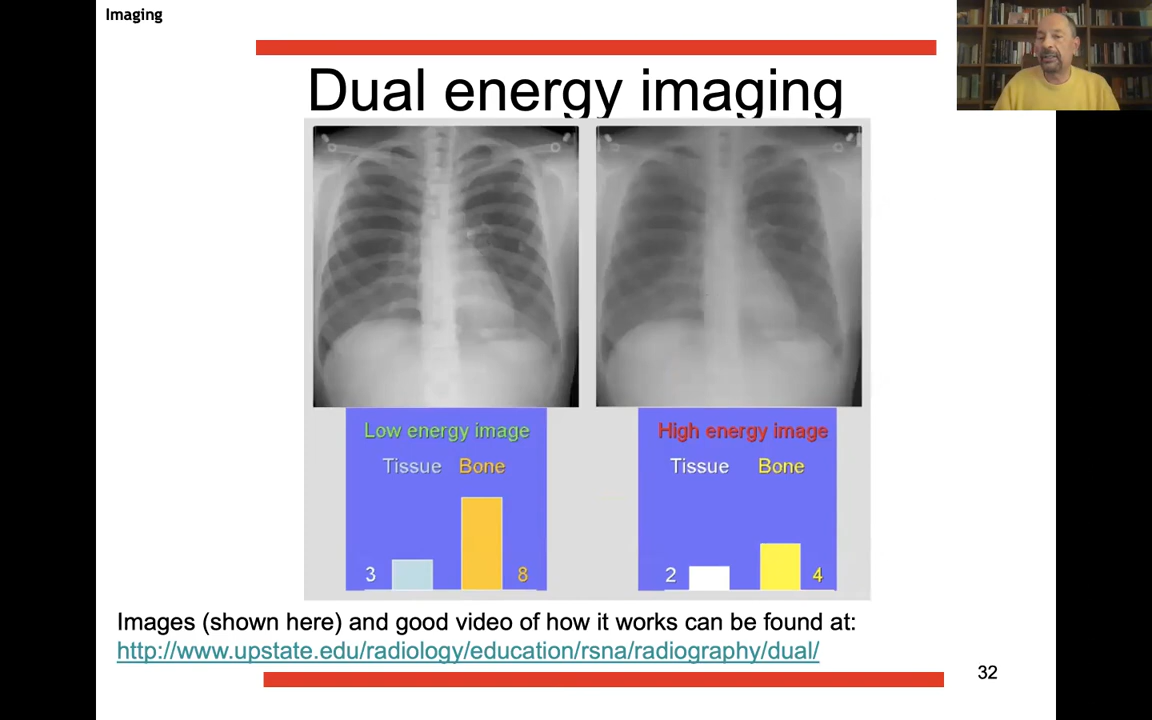 Imaging
Dual energy imaging
Low energy image
Tissue Bone
3 8
High energy image
Tissue Bone
2 4
Images (shown here) and good video of how it works can be found at:
http://www.upstate.edu/radiology/education/rsna/radiography/dual/
32